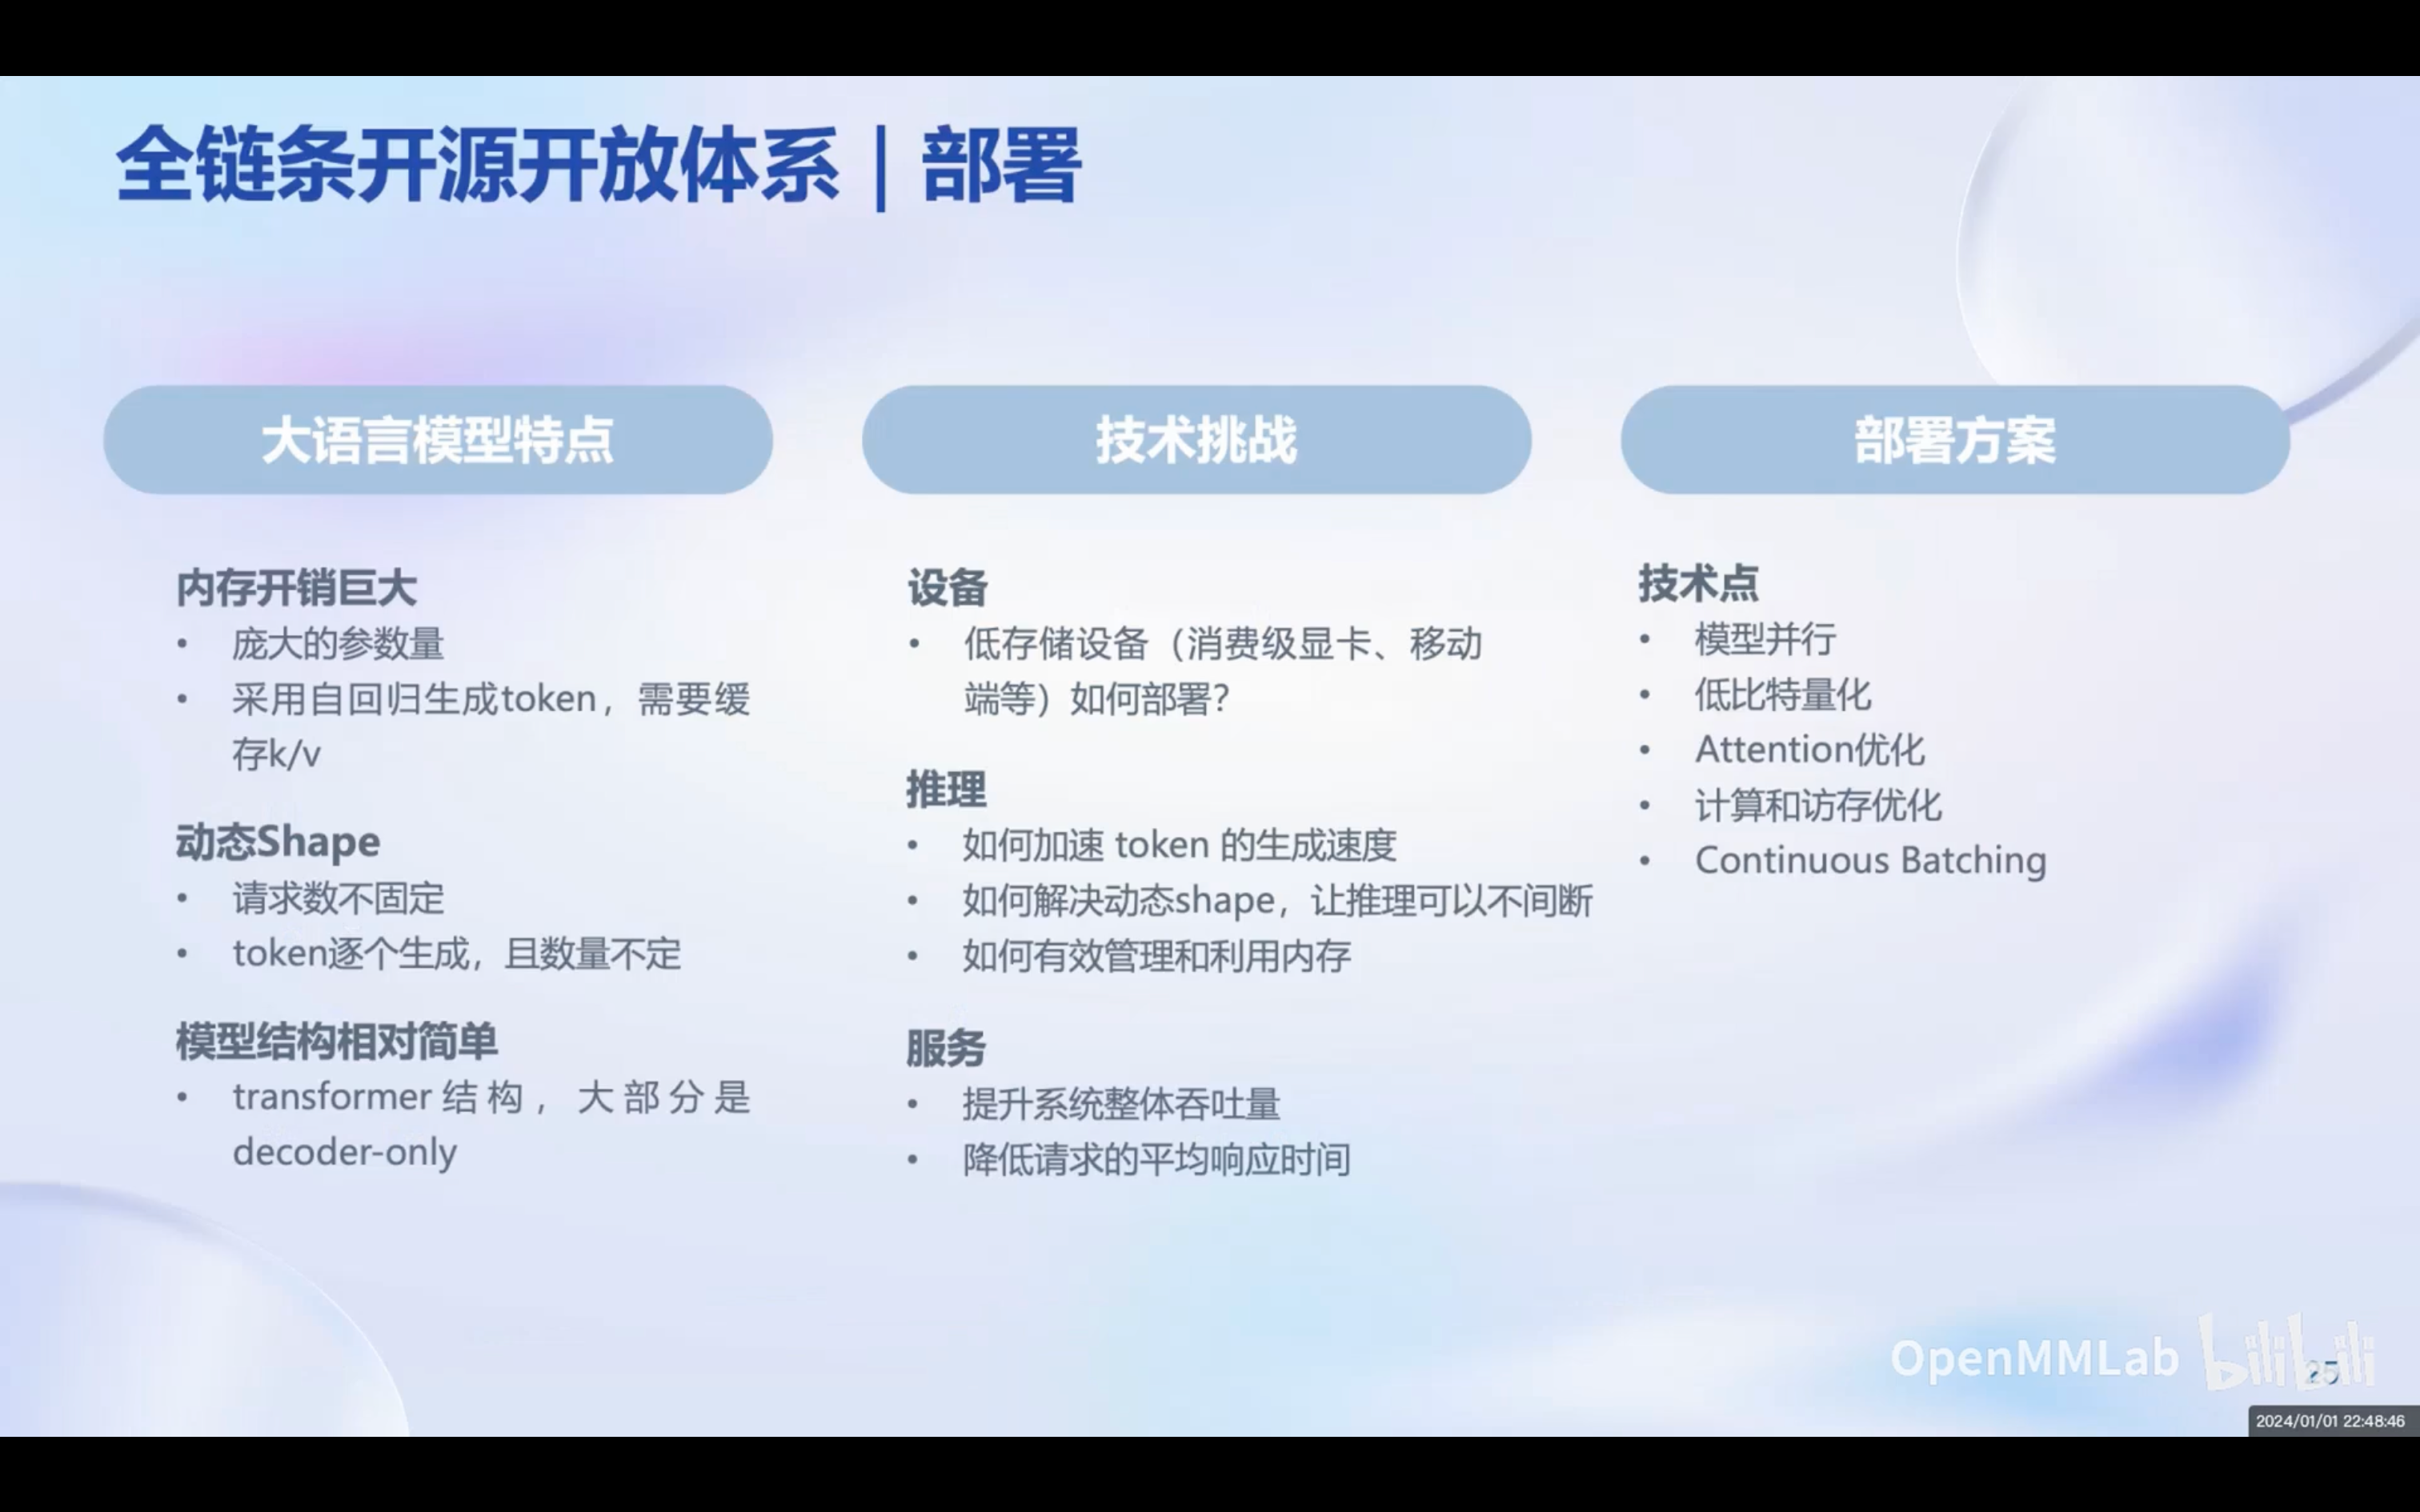 全链条开源开放体系｜部署
大语言模型特点
内存开销巨大
• 庞大的参数量
• 采用自回归生成token，需要缓
存k/v
动态Shape
• 请求数不固定
• token逐个生成，且数量不定
模型结构相对简单
• transformer结构，大部分是
decoder-only
技术挑战
设备
• 低存储设备（消费级显卡、移动
端等）如何部署？
推理
• 如何加速 token 的生成速度
• 如何解决动态shape，让推理可以不间断
• 如何有效管理和利用内存
服务
• 提升系统整体吞吐量
• 降低请求的平均响应时间
部署方案
技术点
• 模型并行
• 低比特量化
• Attention优化
• 计算和访存优化
• Continuous Batching
OpenMMLab bilibili
25
2024/01/01 22:48:46